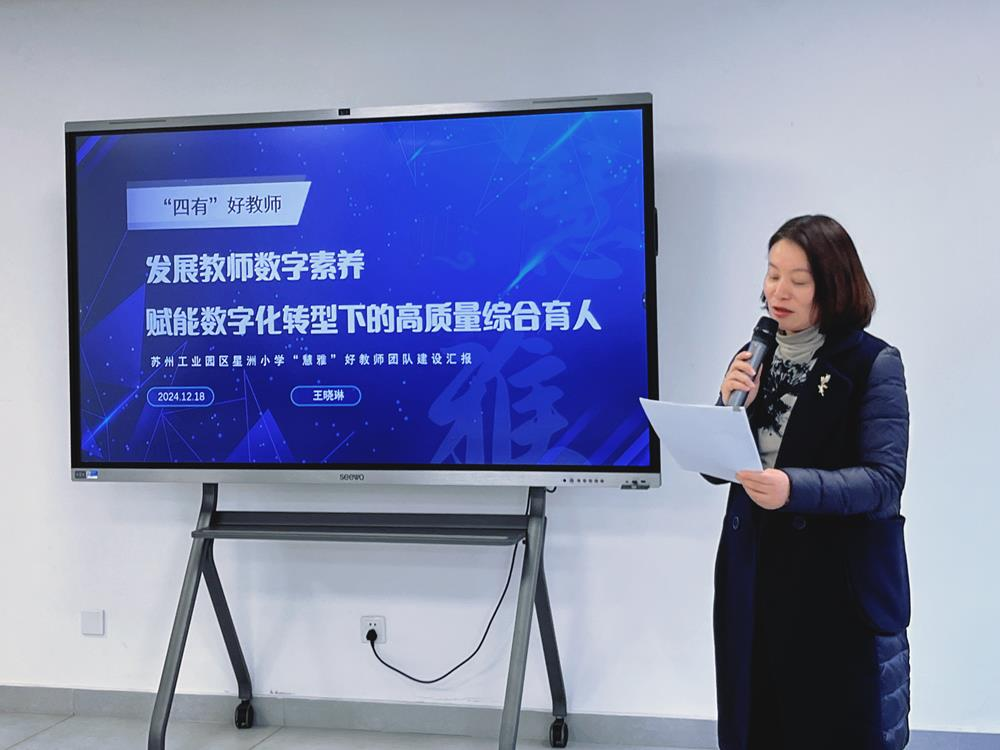 “四有”好教师
发展教师数字素养
赋能数字化转型下的高质量综合育人
苏州工业园区星洲小学“慧雅”好教师团队建设汇报
2024.12.18
王晓琳
慧
雅
seewo